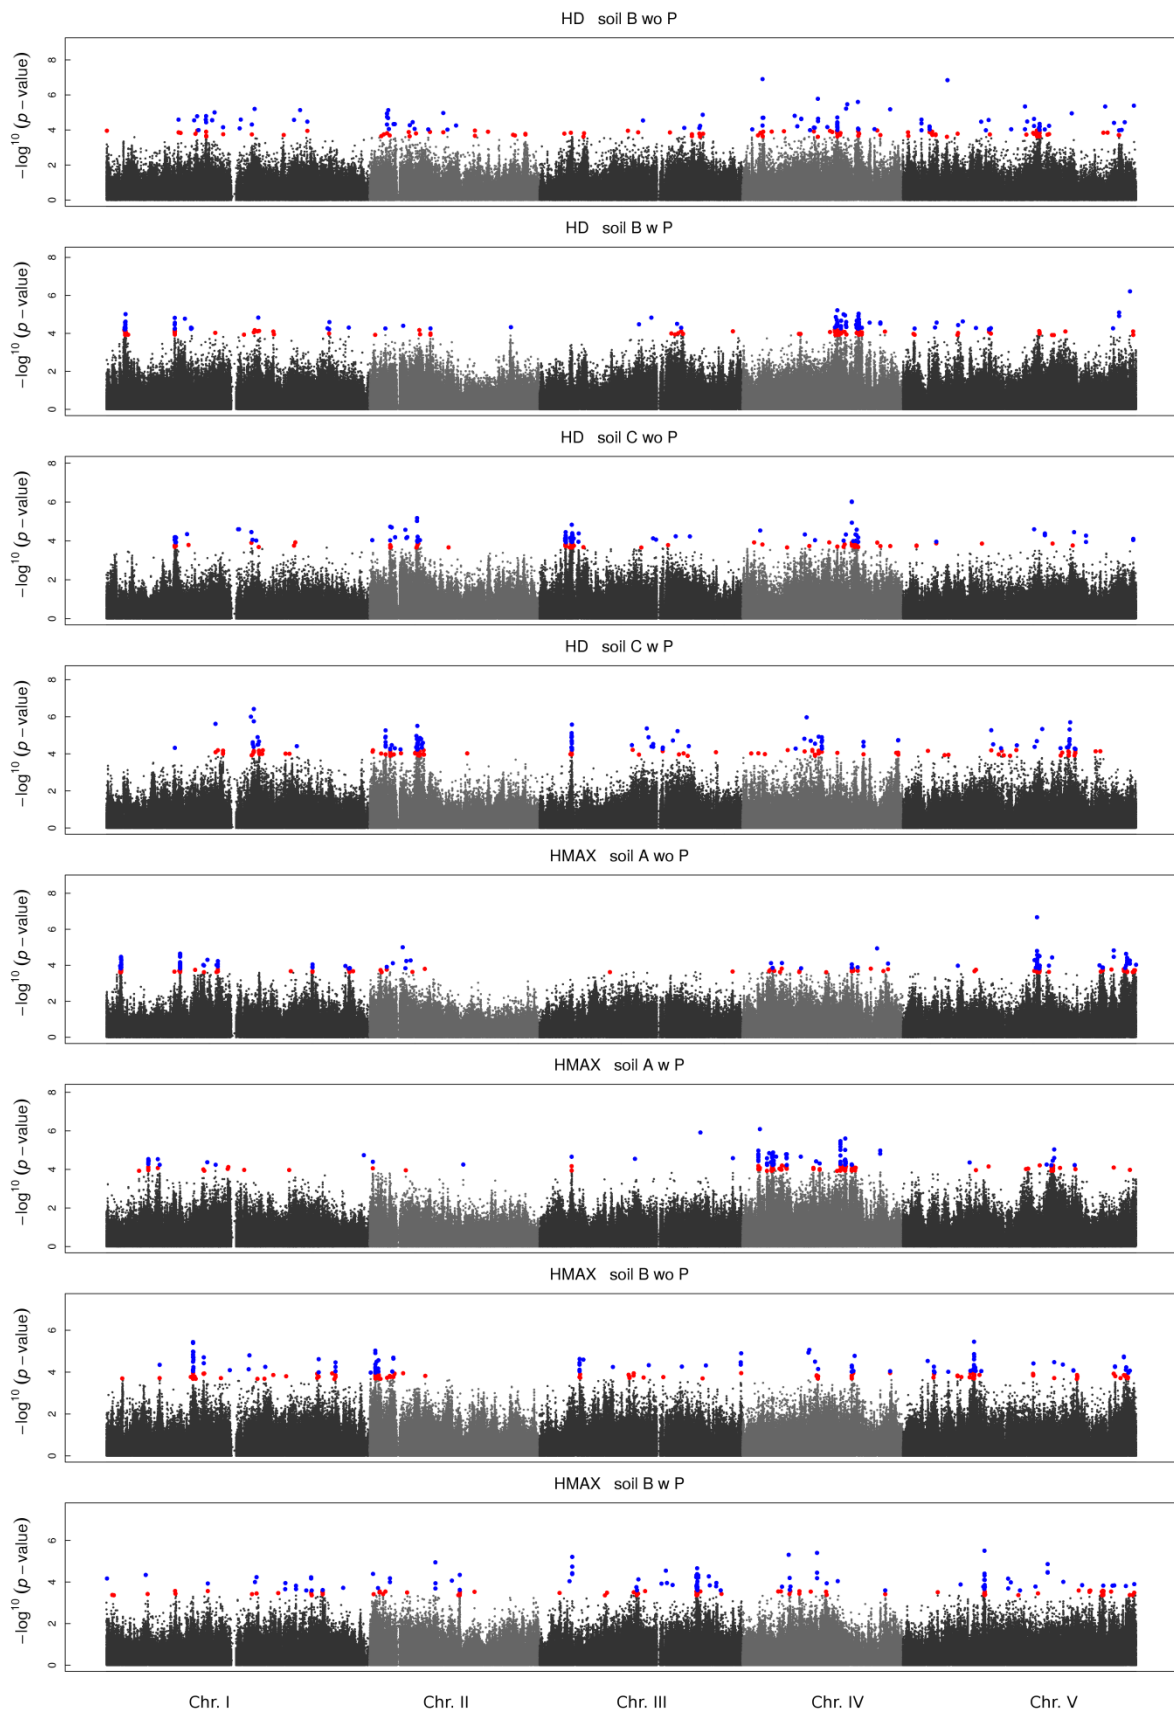 HD soil B wo P
−log¹⁰ (p − value)
0 2 4 6 8
HD soil B w P
−log¹⁰ (p − value)
0 2 4 6 8
HD soil C wo P
−log¹⁰ (p − value)
0 2 4 6 8
HD soil C w P
−log¹⁰ (p − value)
0 2 4 6 8
HMAX soil A wo P
−log¹⁰ (p − value)
0 2 4 6 8
HMAX soil A w P
−log¹⁰ (p − value)
0 2 4 6 8
HMAX soil B wo P
−log¹⁰ (p − value)
0 2 4 6
HMAX soil B w P
−log¹⁰ (p − value)
0 2 4 6
Chr. I Chr. II Chr. III Chr. IV Chr. V